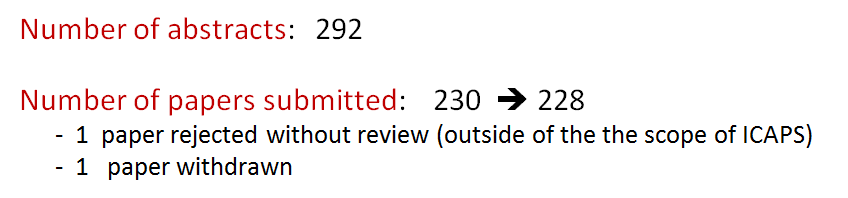 Number of abstracts: 292
Number of papers submitted: 230 ➔ 228
- 1 paper rejected without review (outside of the the scope of ICAPS)
- 1 paper withdrawn